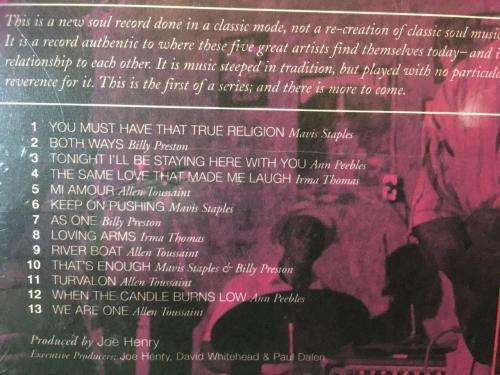 This is a new soul record done in a classic mode, not a re-creation of classic soul music
It is a record authentic to where these five great artists find themselves today–and i
relationship to each other. It is music steeped in tradition, but played with no particul
reverence for it. This is the first of a series; and there is more to come.
1 YOU MUST HAVE THAT TRUE RELIGION Mavis Staples
2 BOTH WAYS Billy Preston
3 TONIGHT I'LL BE STAYING HERE WITH YOU Ann Peebles
4 THE SAME LOVE THAT MADE ME LAUGH Irma Thomas
5 MI AMOUR Allen Toussaint
6 KEEP ON PUSHING Mavis Staples
7 AS ONE Billy Preston
8 LOVING ARMS Irma Thomas
9 RIVER BOAT Allen Toussaint
10 THAT'S ENOUGH Mavis Staples & Billy Preston
11 TURVALON Allen Toussaint
12 WHEN THE CANDLE BURNS LOW Ann Peebles
13 WE ARE ONE Allen Toussaint
Produced by Joe Henry
Executive Producers: Joe Henry, David Whitehead & Paul Dalen